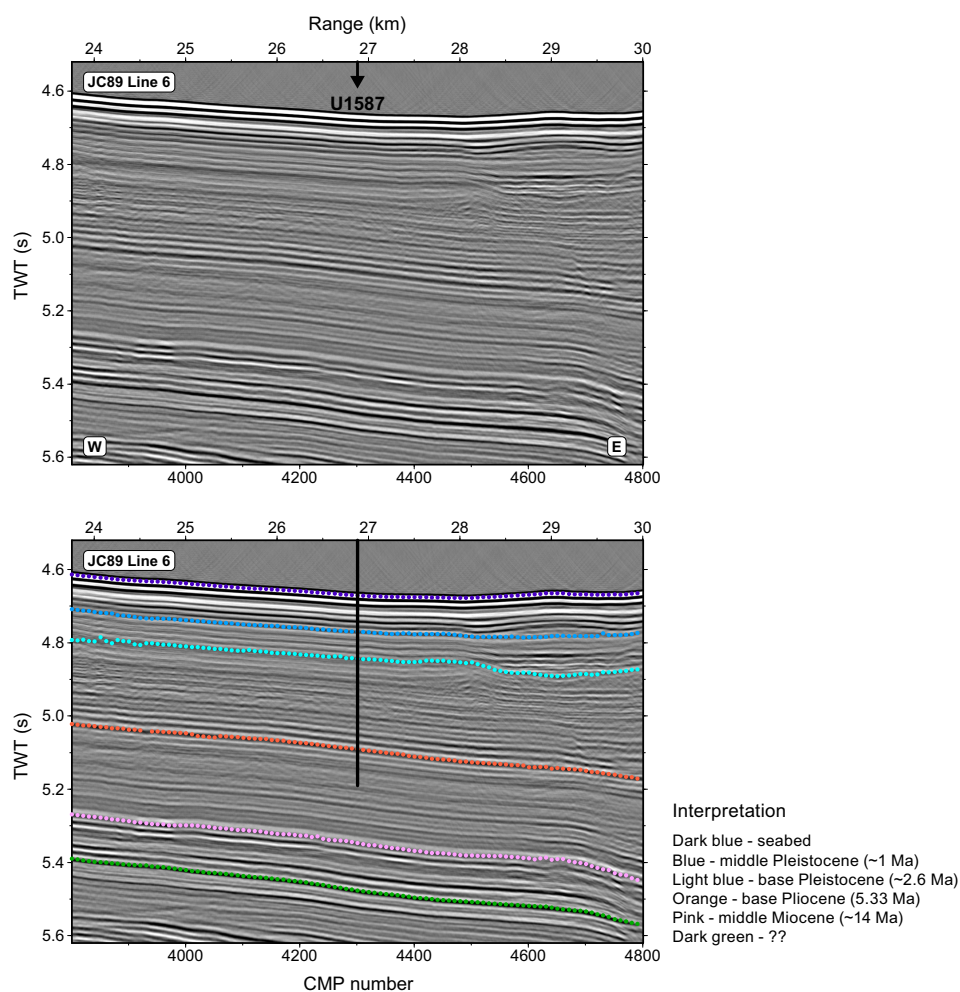 Range (km)
24 25 26 27 28 29 30
JC89 Line 6
U1587
4.6
4.8
5.0
5.2
5.4
5.6
TWT (s)
W E
4000 4200 4400 4600 4800
24 25 26 27 28 29 30
JC89 Line 6
4.6
4.8
5.0
5.2
5.4
5.6
TWT (s)
4000 4200 4400 4600 4800
CMP number
Interpretation
Dark blue - seabed
Blue - middle Pleistocene (~1 Ma)
Light blue - base Pleistocene (~2.6 Ma)
Orange - base Pliocene (5.33 Ma)
Pink - middle Miocene (~14 Ma)
Dark green - ??